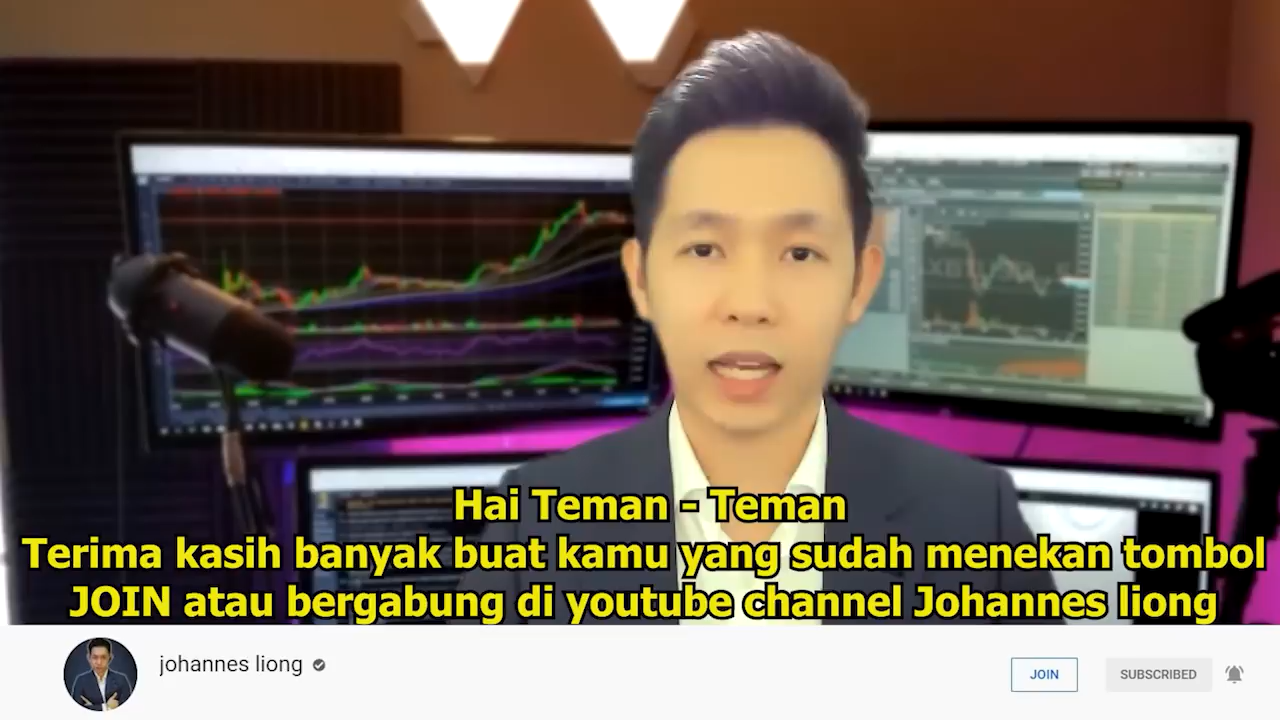 Hai Teman - Teman
Terima kasih banyak buat kamu yang sudah menekan tombol
JOIN atau bergabung di youtube channel Johannes liong
johannes liong
JOIN
SUBSCRIBED